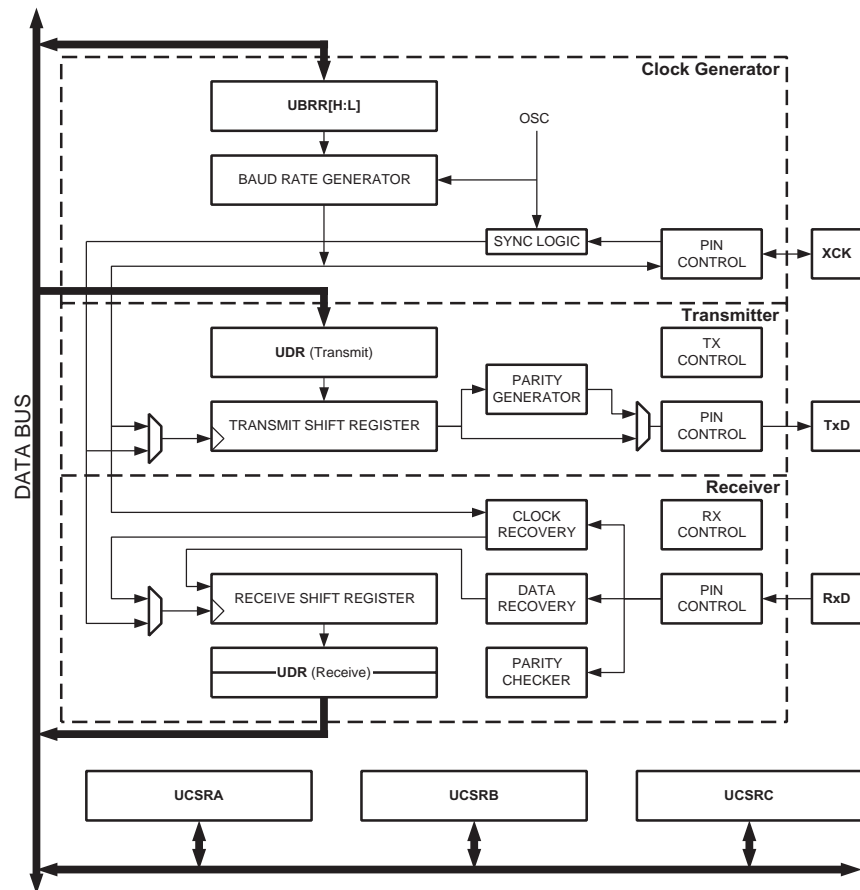 Clock Generator
UBRR[H:L]
OSC
BAUD RATE GENERATOR
SYNC LOGIC
PIN
CONTROL
XCK
Transmitter
UDR (Transmit)
TX
CONTROL
PARITY
GENERATOR
TRANSMIT SHIFT REGISTER
PIN
CONTROL
TxD
DATA BUS
Receiver
CLOCK
RECOVERY
RX
CONTROL
RECEIVE SHIFT REGISTER
DATA
RECOVERY
PIN
CONTROL
RxD
UDR (Receive)
PARITY
CHECKER
UCSRA
UCSRB
UCSRC